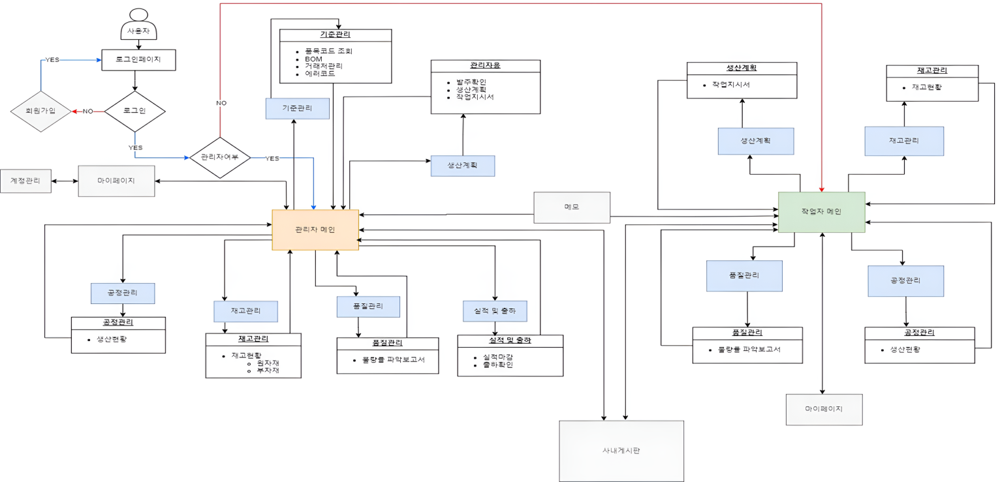 사용자
로그인페이지
YES
회원가입
NO
로그인
YES
관리자여부
NO
YES
계정관리
마이페이지
기준관리
품목코드 조회
BOM
거래처관리
에러코드
기준관리
관리자용
발주확인
생산계획
작업지시서
생산계획
관리자 메인
메모
공정관리
공정관리
생산현황
재고관리
재고관리
재고현황
원자재
부자재
품질관리
품질관리
불량률 파악보고서
실적 및 출하
실적 및 출하
실적마감
출하확인
생산계획
작업지시서
생산계획
재고관리
재고현황
재고관리
작업자 메인
품질관리
품질관리
불량률 파악보고서
공정관리
공정관리
생산현황
마이페이지
사내게시판